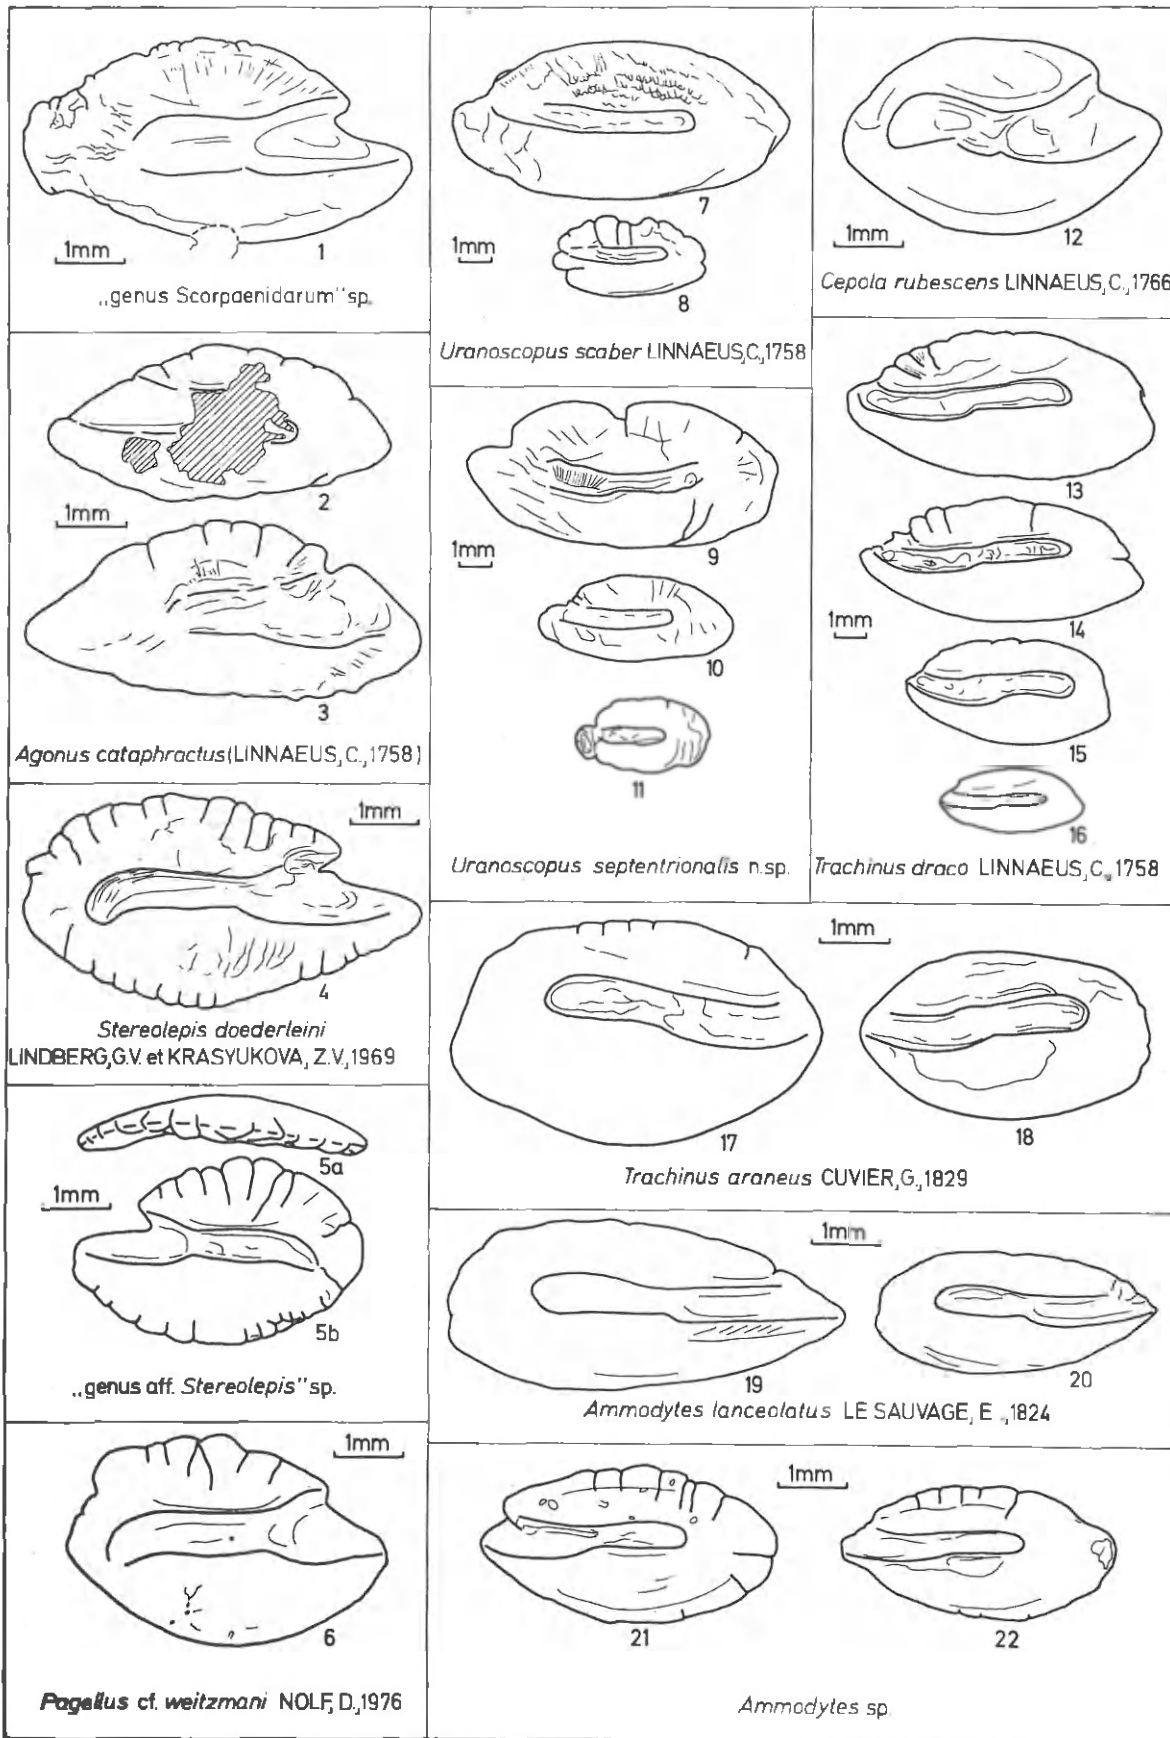 1mm
1
„genus Scorpaenidarum" sp.
2
1mm
3
Agonus cataphractus (LINNAEUS, C., 1758)
1mm
4
Stereolepis doederleini
LINDBERG, G.V. et KRASYUKOVA, Z.V., 1969
5a
1mm
5b
„genus aff. Stereolepis" sp.
1mm
6
Pagellus cf. weitzmani NOLF, D., 1976
7
1mm
8
Uranoscopus scaber LINNAEUS, C., 1758
9
1mm
10
11
Uranoscopus septentrionalis n.sp.
1mm
12
Cepola rubescens LINNAEUS, C., 1766
13
14
1mm
15
16
Trachinus draco LINNAEUS, C., 1758
1mm
17
18
Trachinus araneus CUVIER, G., 1829
1mm
19
20
Ammodytes lanceolatus LE SAUVAGE, E., 1824
1mm
21
22
Ammodytes sp.